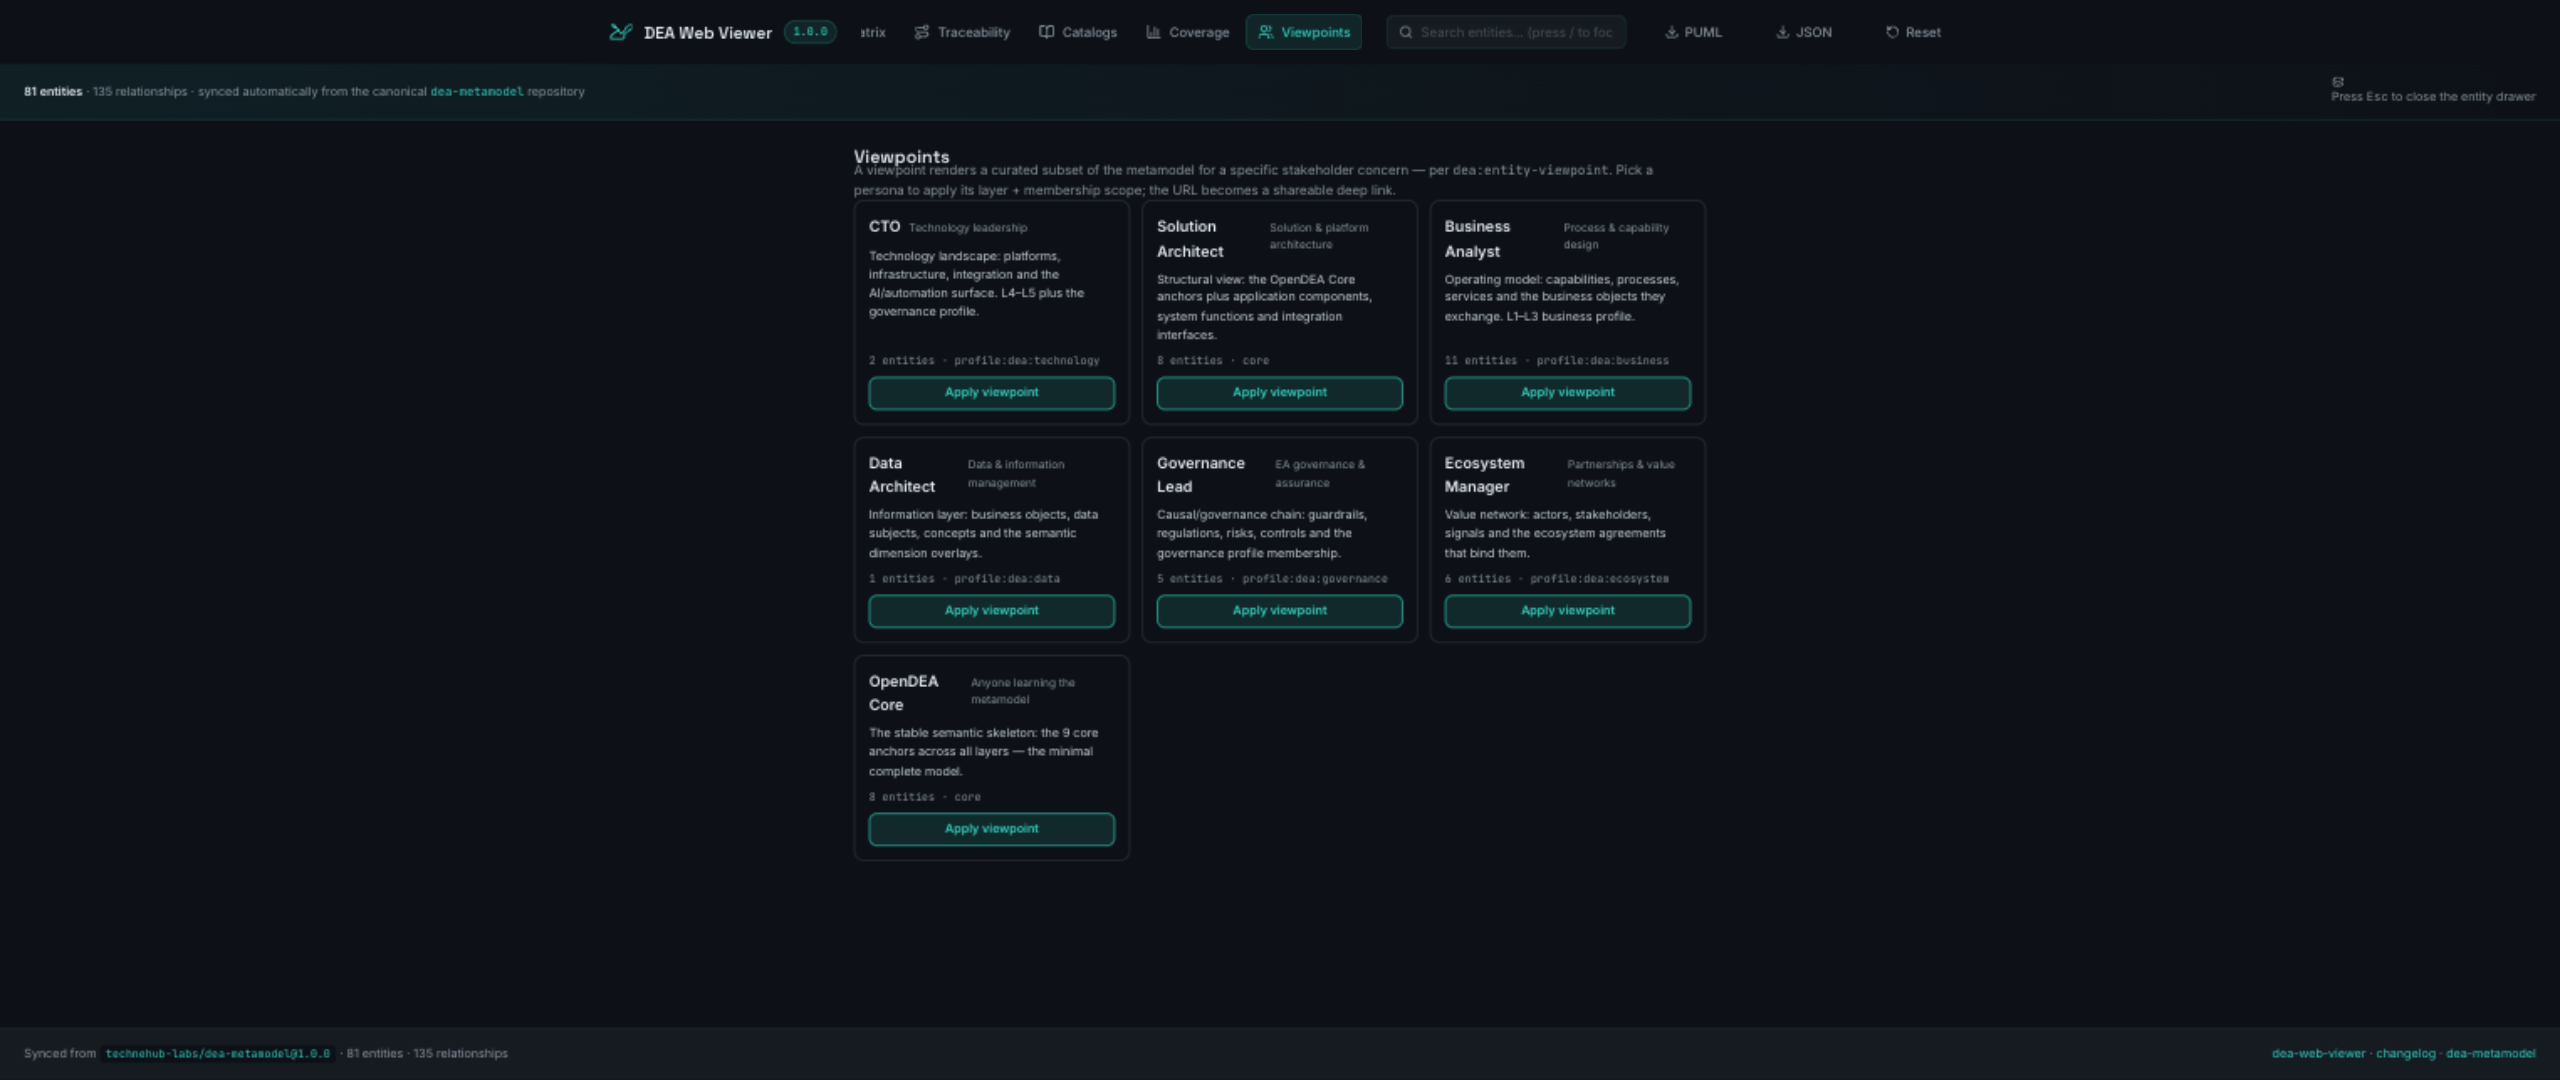 DEA Web Viewer 1.0.0 atrix Traceability Catalogs Coverage Viewpoints Search entities... (press / to foc PUML JSON Reset
81 entities · 135 relationships · synced automatically from the canonical dea-metamodel repository
Press Esc to close the entity drawer
Viewpoints
A viewpoint renders a curated subset of the metamodel for a specific stakeholder concern — per dea:entity-viewpoint. Pick a
persona to apply its layer + membership scope; the URL becomes a shareable deep link.
CTO Technology leadership
Technology landscape: platforms,
infrastructure, integration and the
AI/automation surface. L4–L5 plus the
governance profile.
2 entities · profile:dea:technology
Apply viewpoint
Solution
Architect
Solution & platform
architecture
Structural view: the OpenDEA Core
anchors plus application components,
system functions and integration
interfaces.
8 entities · core
Apply viewpoint
Business
Analyst
Process & capability
design
Operating model: capabilities, processes,
services and the business objects they
exchange. L1–L3 business profile.
11 entities · profile:dea:business
Apply viewpoint
Data
Architect
Data & information
management
Information layer: business objects, data
subjects, concepts and the semantic
dimension overlays.
1 entities · profile:dea:data
Apply viewpoint
Governance
Lead
EA governance &
assurance
Causal/governance chain: guardrails,
regulations, risks, controls and the
governance profile membership.
5 entities · profile:dea:governance
Apply viewpoint
Ecosystem
Manager
Partnerships & value
networks
Value network: actors, stakeholders,
signals and the ecosystem agreements
that bind them.
6 entities · profile:dea:ecosystem
Apply viewpoint
OpenDEA
Core
Anyone learning the
metamodel
The stable semantic skeleton: the 9 core
anchors across all layers — the minimal
complete model.
8 entities · core
Apply viewpoint
Synced from technehub-labs/dea-metamodel@1.0.0 · 81 entities · 135 relationships
dea-web-viewer · changelog · dea-metamodel